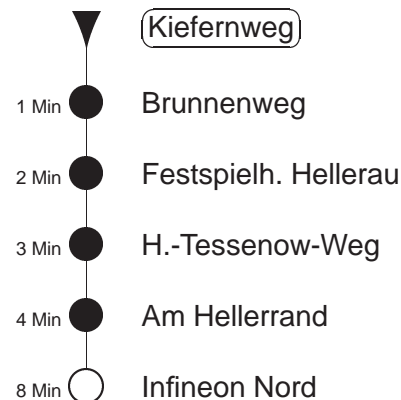 Kiefernweg
1 Min Brunnenweg
2 Min Festspielh. Hellerau
3 Min H.-Tessenow-Weg
4 Min Am Hellerrand
8 Min Infineon Nord